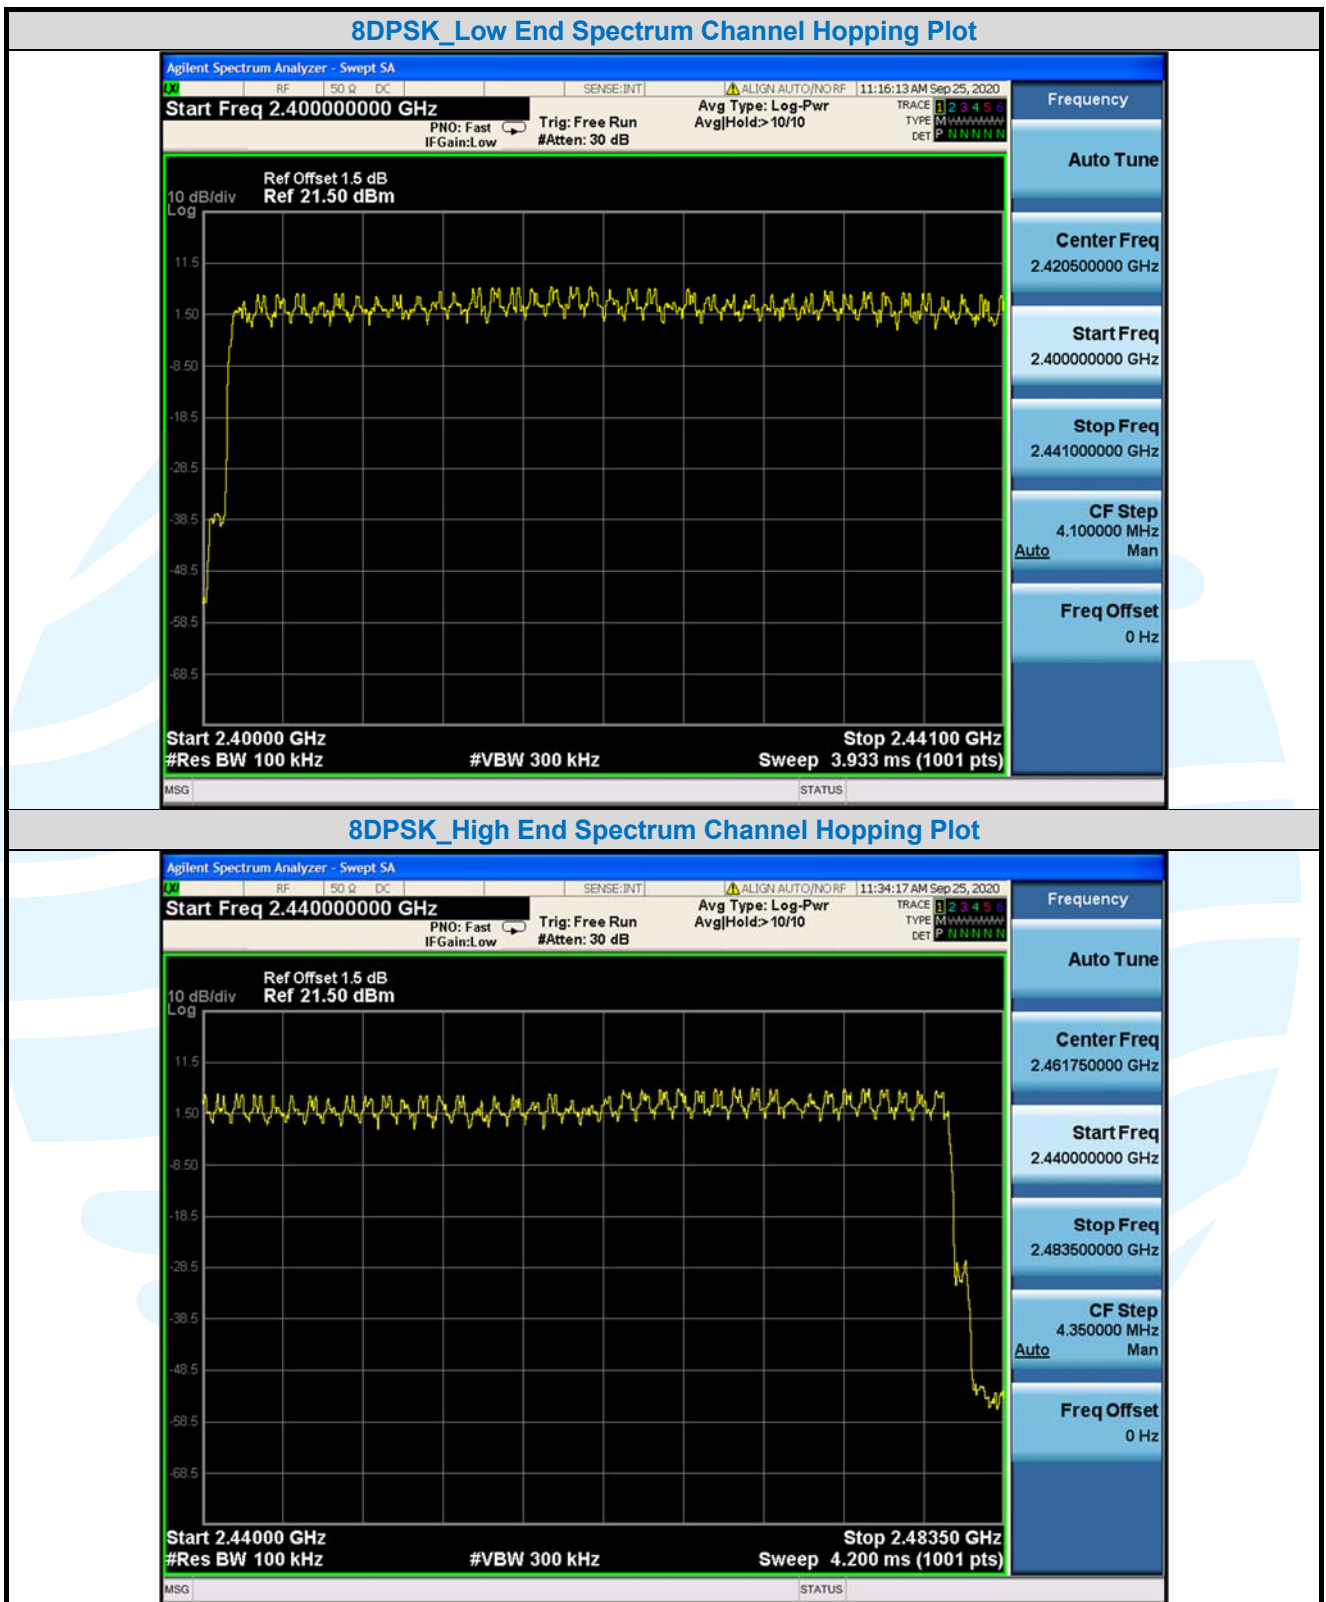 8DPSK_Low End Spectrum Channel Hopping Plot
Agilent Spectrum Analyzer - Swept SA
LXI RF 50 Ω DC SENSE:INT ALIGN AUTO/NO RF 11:16:13 AM Sep 25, 2020
Start Freq 2.400000000 GHz
PNO: Fast
IFGain:Low
Trig: Free Run
#Atten: 30 dB
Avg Type: Log-Pwr
Avg|Hold:>10/10
TRACE 1 2 3 4 5 6
TYPE M WWWWW
DET P N N N N N
Ref Offset 1.5 dB
10 dB/div Ref 21.50 dBm
Log
11.5
1.50
-8.50
-18.5
-28.5
-38.5
-48.5
-58.5
-68.5
Start 2.40000 GHz Stop 2.44100 GHz
#Res BW 100 kHz #VBW 300 kHz Sweep 3.933 ms (1001 pts)
MSG STATUS
Frequency
Auto Tune
Center Freq
2.420500000 GHz
Start Freq
2.400000000 GHz
Stop Freq
2.441000000 GHz
CF Step
4.100000 MHz
Auto Man
Freq Offset
0 Hz
8DPSK_High End Spectrum Channel Hopping Plot
Agilent Spectrum Analyzer - Swept SA
LXI RF 50 Ω DC SENSE:INT ALIGN AUTO/NO RF 11:34:17 AM Sep 25, 2020
Start Freq 2.440000000 GHz
PNO: Fast
IFGain:Low
Trig: Free Run
#Atten: 30 dB
Avg Type: Log-Pwr
Avg|Hold:>10/10
TRACE 1 2 3 4 5 6
TYPE M WWWWW
DET P N N N N N
Ref Offset 1.5 dB
10 dB/div Ref 21.50 dBm
Log
11.5
1.50
-8.50
-18.5
-28.5
-38.5
-48.5
-58.5
-68.5
Start 2.44000 GHz Stop 2.48350 GHz
#Res BW 100 kHz #VBW 300 kHz Sweep 4.200 ms (1001 pts)
MSG STATUS
Frequency
Auto Tune
Center Freq
2.461750000 GHz
Start Freq
2.440000000 GHz
Stop Freq
2.483500000 GHz
CF Step
4.350000 MHz
Auto Man
Freq Offset
0 Hz